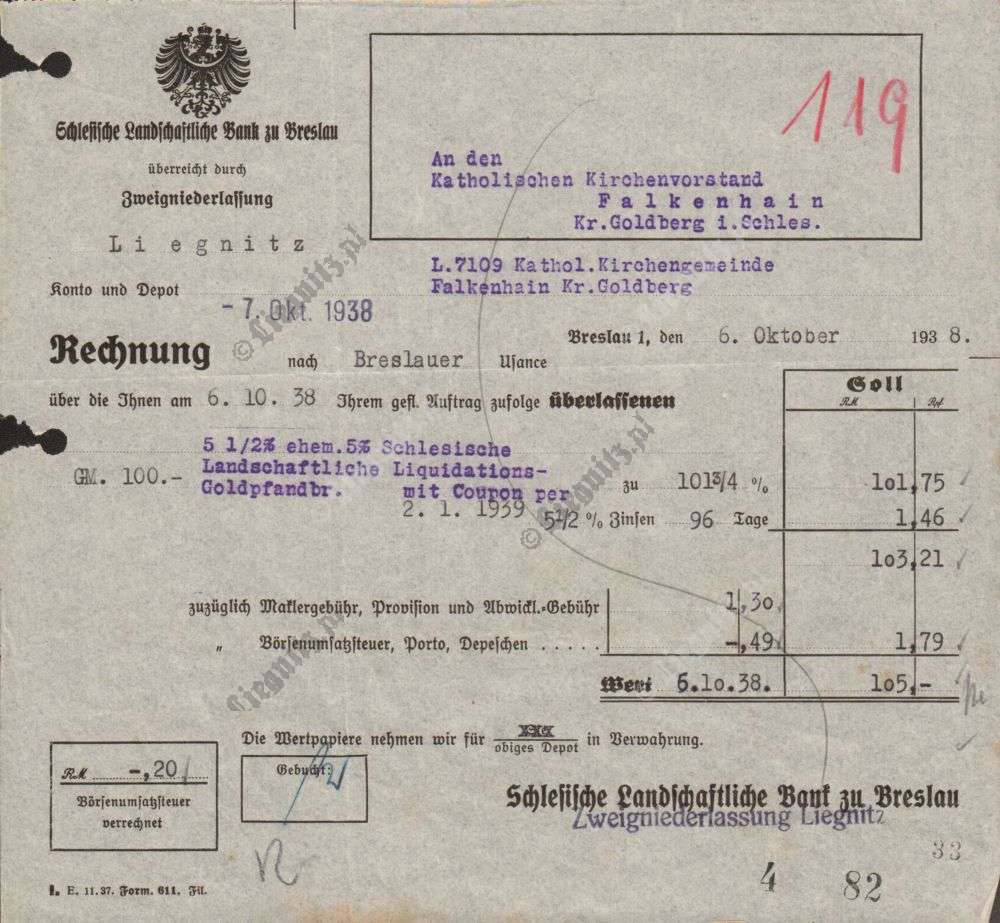 Schlesische Landschaftliche Bank zu Breslau
überreicht durch
Zweigniederlassung
Liegnitz
Konto und Depot
119
An den
Katholischen Kirchenvorstand
Falkenhain
Kr.Goldberg i.Schles.
L.7109 Kathol.Kirchengemeinde
Falkenhain Kr.Goldberg
- 7. Okt. 1938
Breslau 1, den 6. Oktober 1938.
Rechnung nach Breslauer Usance
über die Ihnen am 6. 10. 38 Ihrem gefl. Auftrag zufolge überlassenen
Soll
RM Rpf
5 1/2% ehem.5% Schlesische
GM. 100.- Landschaftliche Liquidations-
Goldpfandbr. mit Coupon per
2. 1. 1939
zu 101 3/4 % 101,75
5 1/2 % Zinsen 96 Tage 1,46
103,21
zuzüglich Maklergebühr, Provision und Abwickl.-Gebühr 1,30
„ Börsenumsatzsteuer, Porto, Depeschen ..... -,49 1,79
Wert 6.10.38. 105,-
Die Wertpapiere nehmen wir für obiges Depot in Verwahrung.
RM -,20
Börsenumsatzsteuer
verrechnet
Gebucht:
Schlesische Landschaftliche Bank zu Breslau
Zweigniederlassung Liegnitz
33
4 82
E. 11.37. Form. 611. Fil.
© Liegnitz.pl
© Liegnitz.pl
Liegnitz.pl